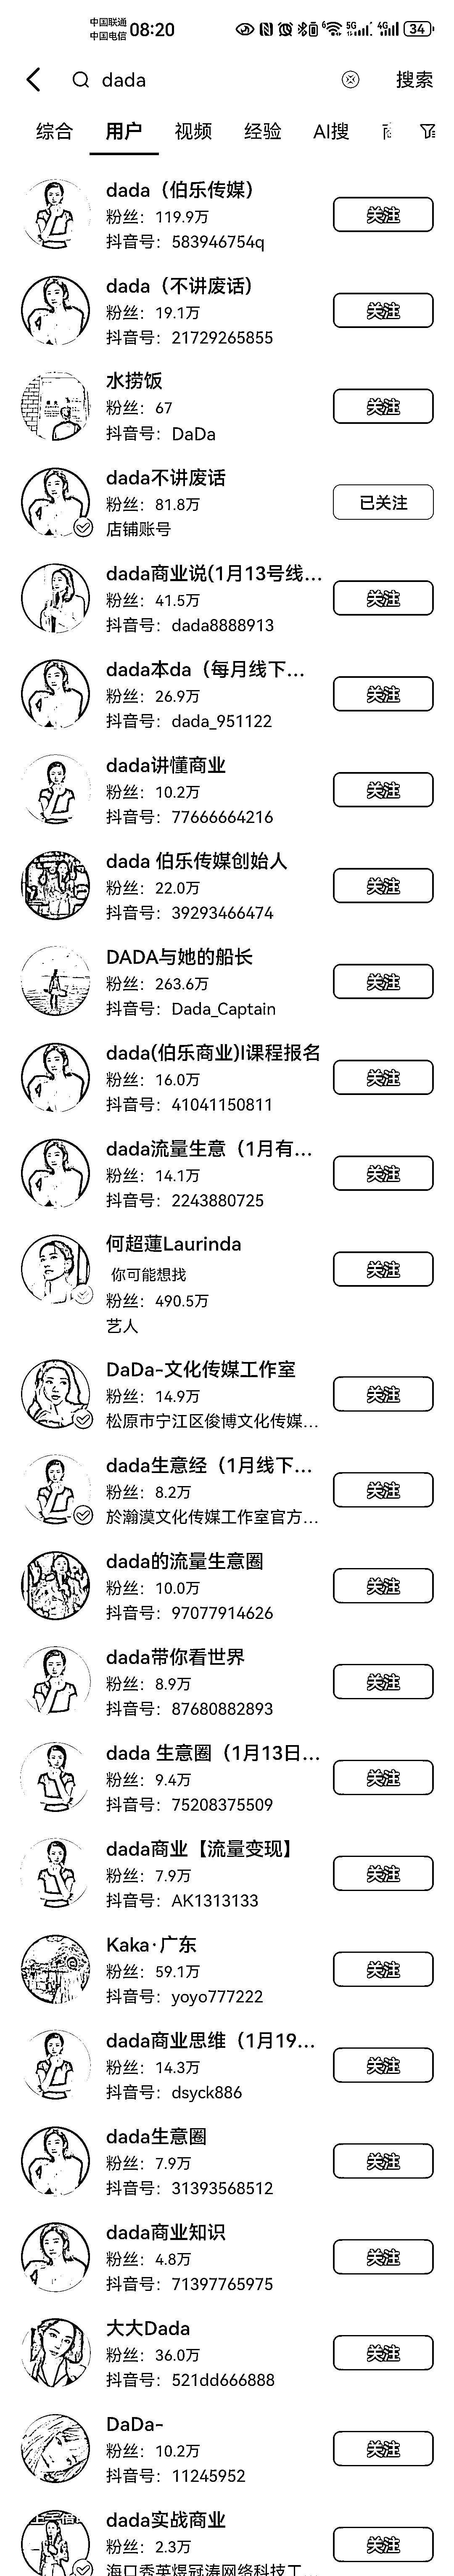 中国联通
中国电信 08:20 5G 4G 34
dada 搜索
综合 用户 视频 经验 AI搜
dada（伯乐传媒）
粉丝：119.9万
抖音号：583946754q
关注
dada（不讲废话）
粉丝：19.1万
抖音号：21729265855
关注
水捞饭
粉丝：67
抖音号：DaDa
关注
dada不讲废话
粉丝：81.8万
店铺账号
已关注
dada商业说(1月13号线...
粉丝：41.5万
抖音号：dada8888913
关注
dada本da（每月线下...
粉丝：26.9万
抖音号：dada_951122
关注
dada讲懂商业
粉丝：10.2万
抖音号：77666664216
关注
dada 伯乐传媒创始人
粉丝：22.0万
抖音号：39293466474
关注
DADA与她的船长
粉丝：263.6万
抖音号：Dada_Captain
关注
dada(伯乐商业)l课程报名
粉丝：16.0万
抖音号：41041150811
关注
dada流量生意（1月有...
粉丝：14.1万
抖音号：2243880725
关注
何超蓮Laurinda
你可能想找
粉丝：490.5万
艺人
关注
DaDa-文化传媒工作室
粉丝：14.9万
松原市宁江区俊博文化传媒...
关注
dada生意经（1月线下...
粉丝：8.2万
於瀚漠文化传媒工作室官方...
关注
dada的流量生意圈
粉丝：10.0万
抖音号：97077914626
关注
dada带你看世界
粉丝：8.9万
抖音号：87680882893
关注
dada 生意圈（1月13日...
粉丝：9.4万
抖音号：75208375509
关注
dada商业【流量变现】
粉丝：7.9万
抖音号：AK1313133
关注
Kaka·广东
粉丝：59.1万
抖音号：yoyo777222
关注
dada商业思维（1月19...
粉丝：14.3万
抖音号：dsyck886
关注
dada生意圈
粉丝：7.9万
抖音号：31393568512
关注
dada商业知识
粉丝：4.8万
抖音号：71397765975
关注
大大Dada
粉丝：36.0万
抖音号：521dd666888
关注
DaDa-
粉丝：10.2万
抖音号：11245952
关注
dada实战商业
粉丝：2.3万
海口秀英煜冠涛网络科技工...
关注